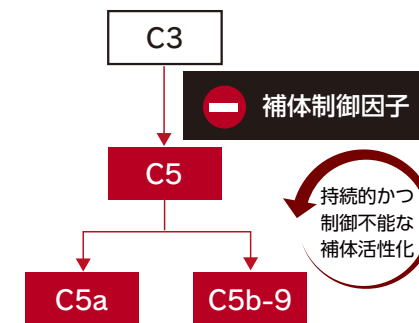 C3
補体制御因子
C5
持続的かつ
制御不能な
補体活性化
C5a
C5b-9